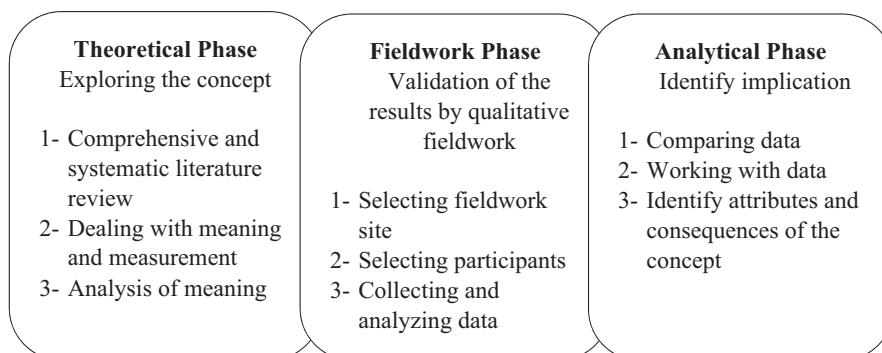 Theoretical Phase
Exploring the concept
1- Comprehensive and
systematic literature
review
2- Dealing with meaning
and measurement
3- Analysis of meaning
Fieldwork Phase
Validation of the
results by qualitative
fieldwork
1- Selecting fieldwork
site
2- Selecting participants
3- Collecting and
analyzing data
Analytical Phase
Identify implication
1- Comparing data
2- Working with data
3- Identify attributes and
consequences of the
concept